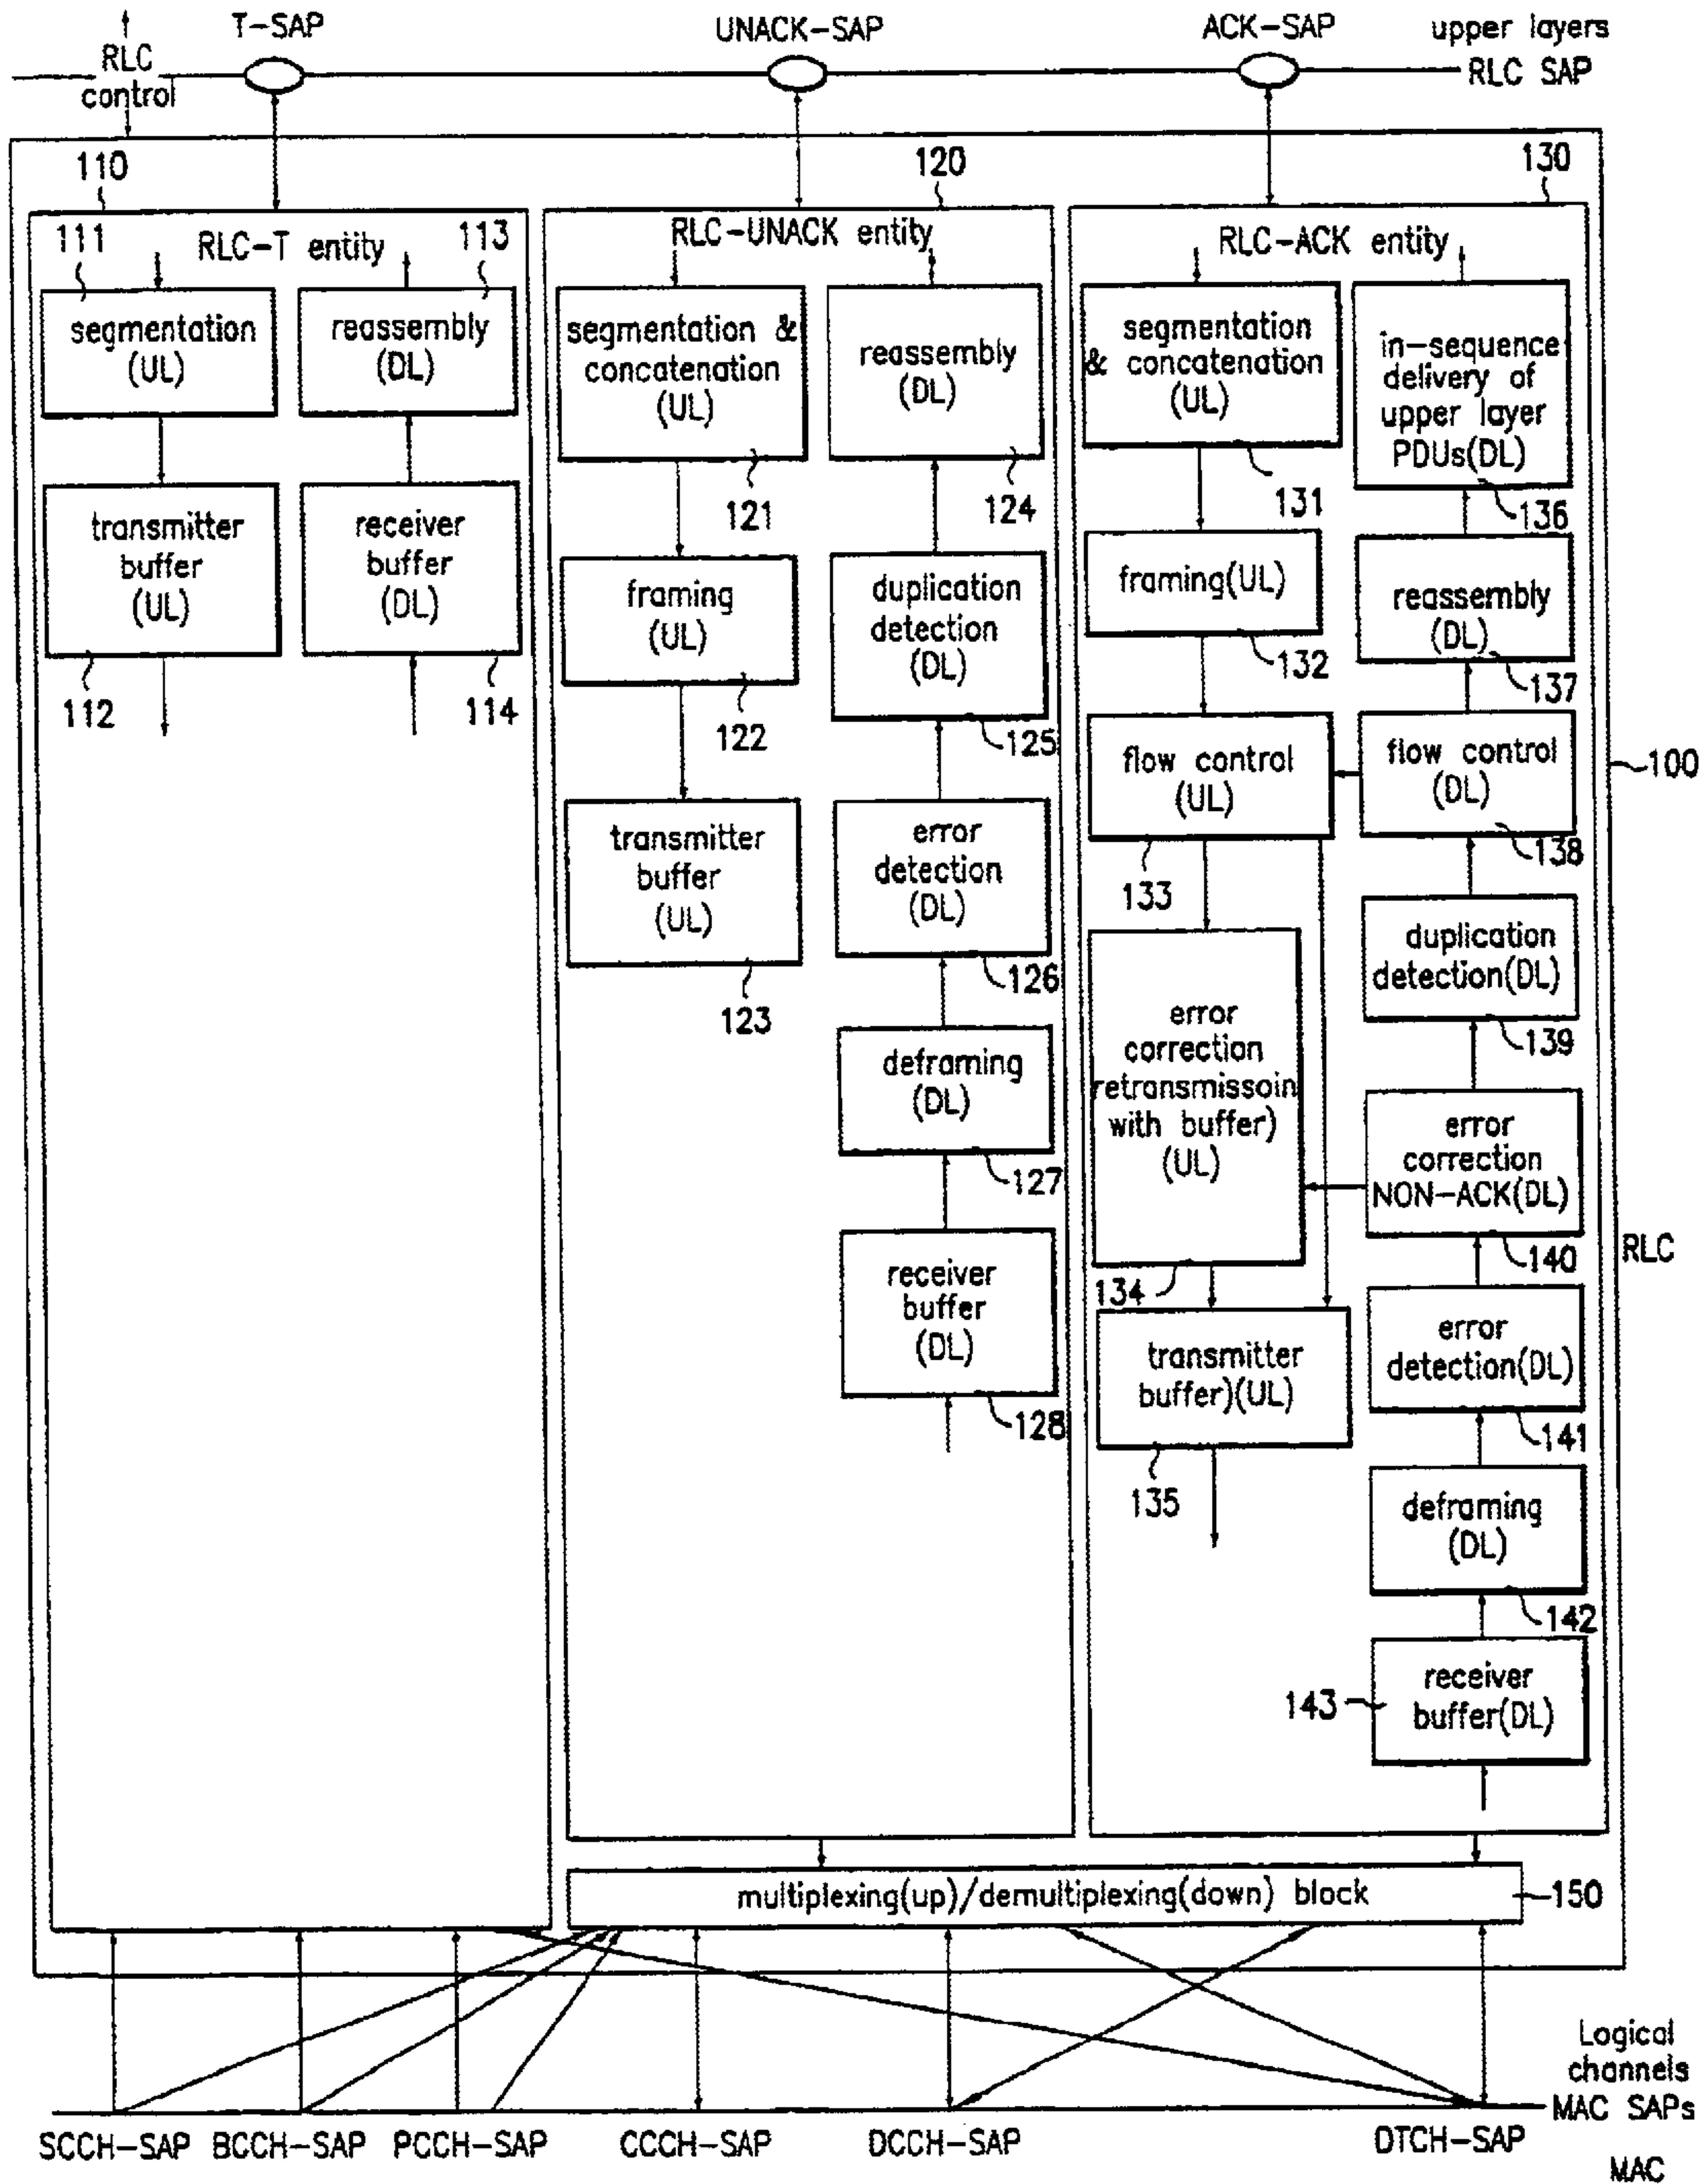 T-SAP
UNACK-SAP
ACK-SAP
upper layers
RLC
control
RLC SAP
110
120
130
111
RLC-T entity
113
RLC-UNACK entity
RLC-ACK entity
segmentation
(UL)
reassembly
(DL)
segmentation &
concatenation
(UL)
reassembly
(DL)
segmentation
& concatenation
(UL)
in-sequence
delivery of
upper layer
PDUs(DL)
121
124
131
136
transmitter
buffer
(UL)
receiver
buffer
(DL)
framing
(UL)
duplication
detection
(DL)
framing(UL)
reassembly
(DL)
112
114
122
125
132
137
flow control
(UL)
flow control
(DL)
100
133
138
transmitter
buffer
(UL)
error
detection
(DL)
duplication
detection(DL)
123
126
139
deframing
(DL)
error
correction
retransmissoin
with buffer)
(UL)
error
correction
NON-ACK(DL)
127
134
140
RLC
receiver
buffer
(DL)
transmitter
buffer)(UL)
error
detection(DL)
128
135
141
deframing
(DL)
142
143
receiver
buffer(DL)
multiplexing(up)/demultiplexing(down) block
150
Logical
channels
MAC SAPs
SCCH-SAP
BCCH-SAP
PCCH-SAP
CCCH-SAP
DCCH-SAP
DTCH-SAP
MAC